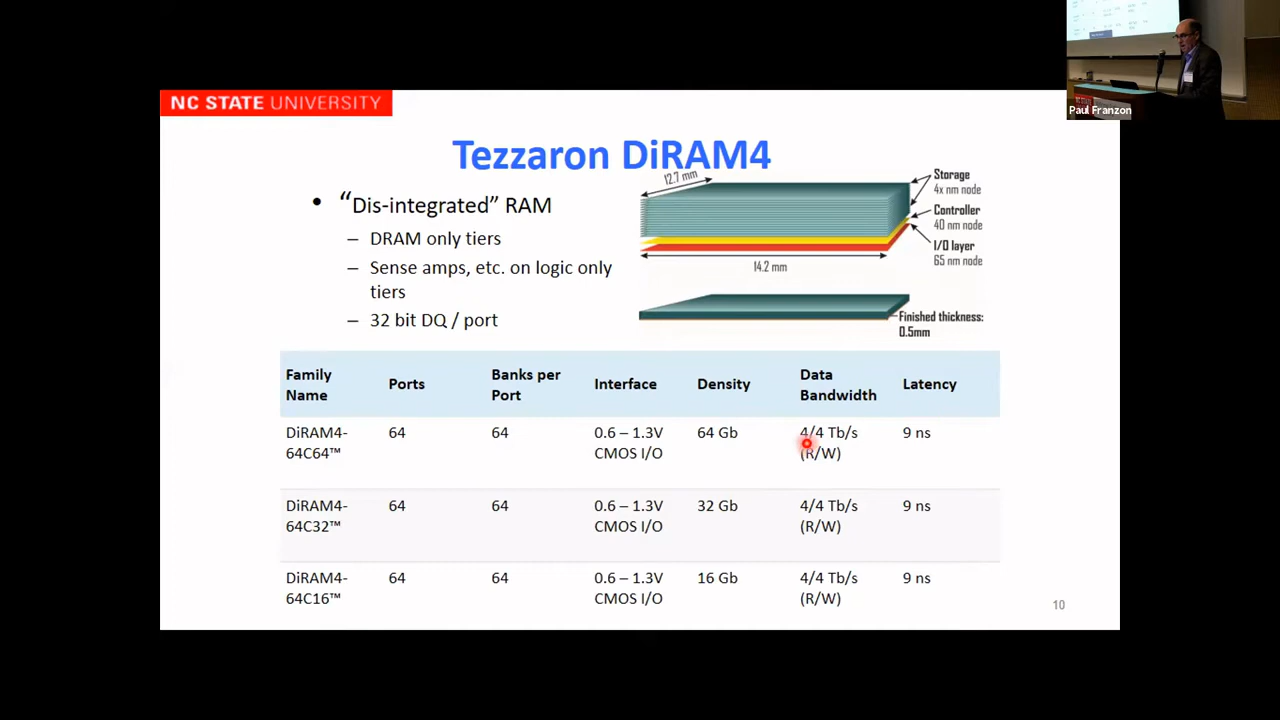 Paul Franzon
NC STATE UNIVERSITY
Tezzaron DiRAM4
• “Dis-integrated” RAM
– DRAM only tiers
– Sense amps, etc. on logic only
tiers
– 32 bit DQ / port
12.7 mm
14.2 mm
Storage
4x nm node
Controller
40 nm node
I/O layer
65 nm node
Finished thickness:
0.5mm
Family Name Ports Banks per Port Interface Density Data Bandwidth Latency
DiRAM4-64C64™ 64 64 0.6 – 1.3V CMOS I/O 64 Gb 4/4 Tb/s (R/W) 9 ns
DiRAM4-64C32™ 64 64 0.6 – 1.3V CMOS I/O 32 Gb 4/4 Tb/s (R/W) 9 ns
DiRAM4-64C16™ 64 64 0.6 – 1.3V CMOS I/O 16 Gb 4/4 Tb/s (R/W) 9 ns
10